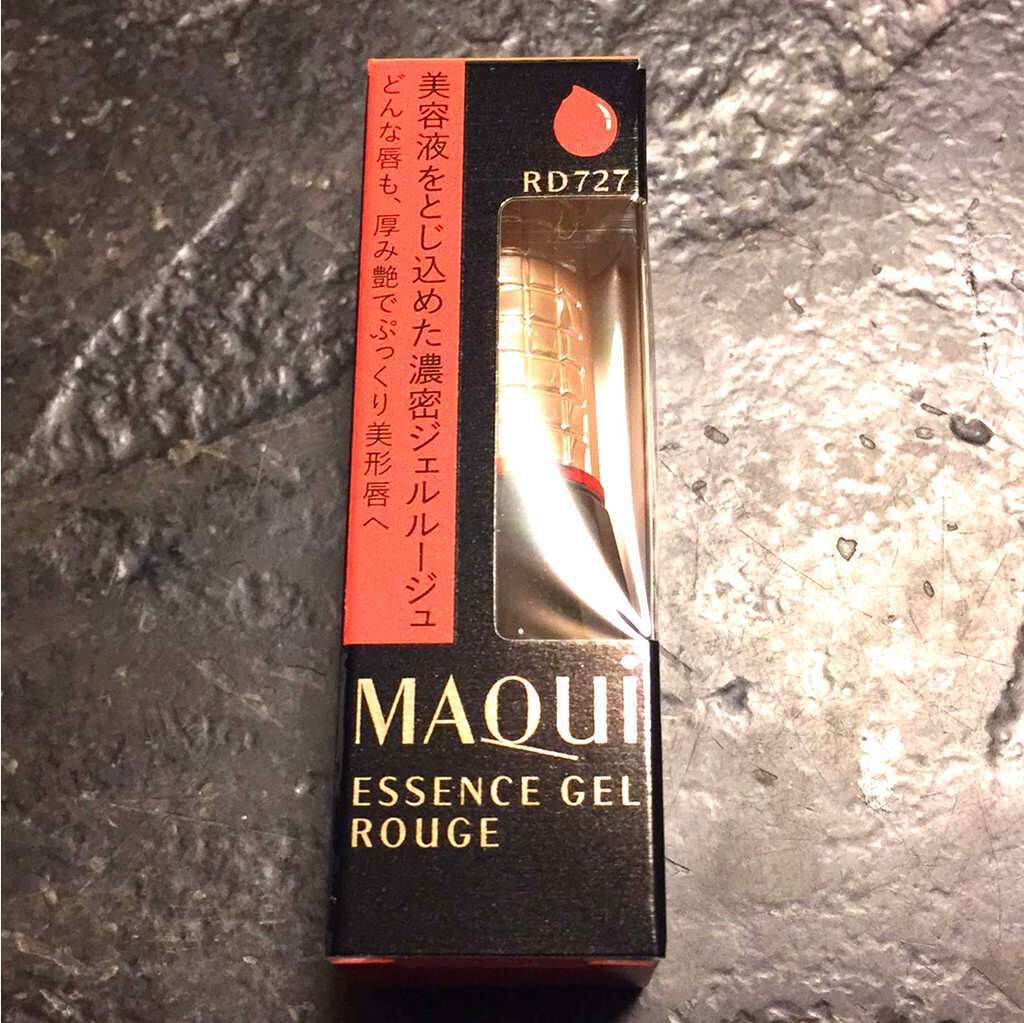 美容液をとじ込めた濃密ジェルルージュ
どんな唇も、厚み艶でぷっくり美形唇へ
RD727
MAQUI
ESSENCE GEL
ROUGE